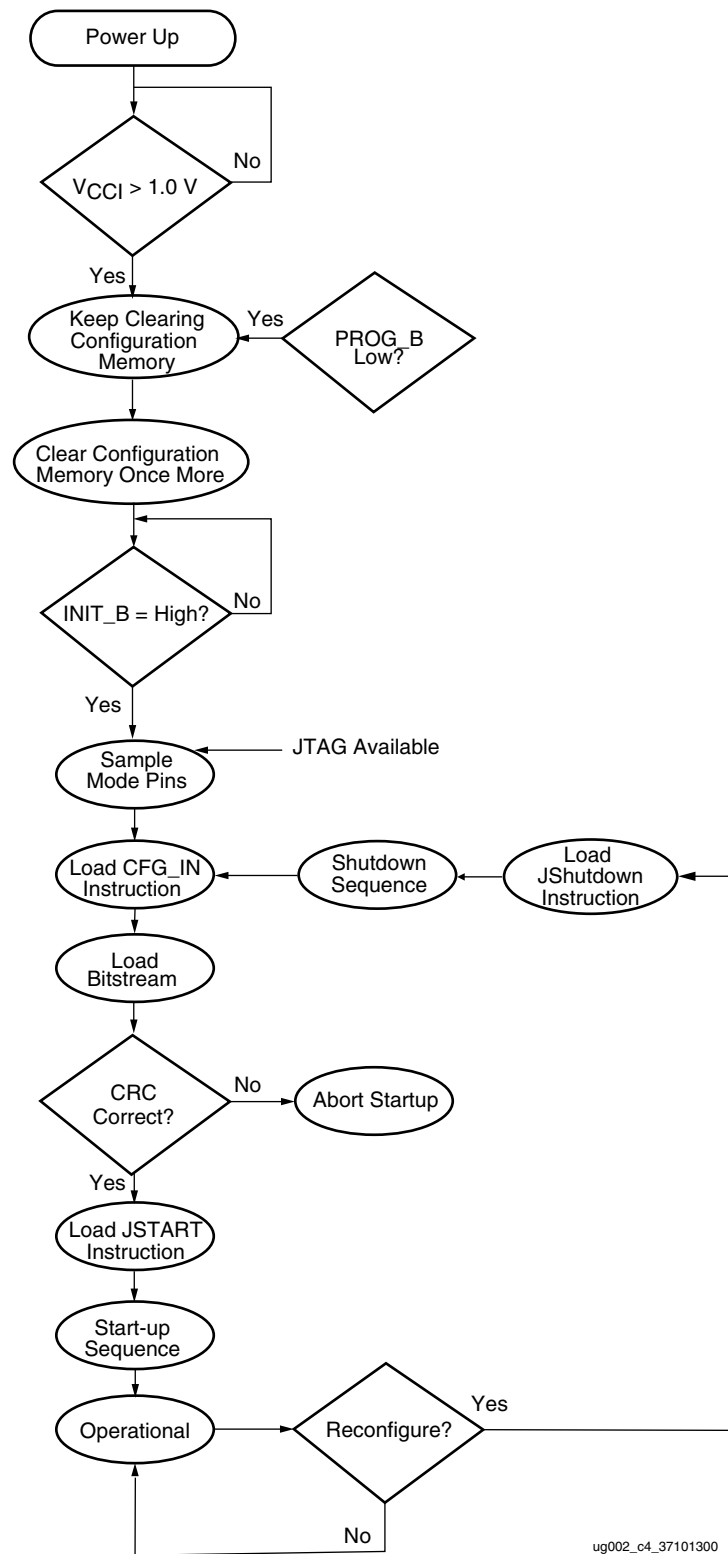 Power Up
No
VCCI > 1.0 V
Yes
Keep Clearing
Configuration
Memory
Yes
PROG_B
Low?
Clear Configuration
Memory Once More
INIT_B = High?
No
Yes
JTAG Available
Sample
Mode Pins
Load CFG_IN
Instruction
Shutdown
Sequence
Load
JShutdown
Instruction
Load
Bitstream
CRC
Correct?
No
Abort Startup
Yes
Load JSTART
Instruction
Start-up
Sequence
Operational
Reconfigure?
Yes
No
ug002_c4_37101300